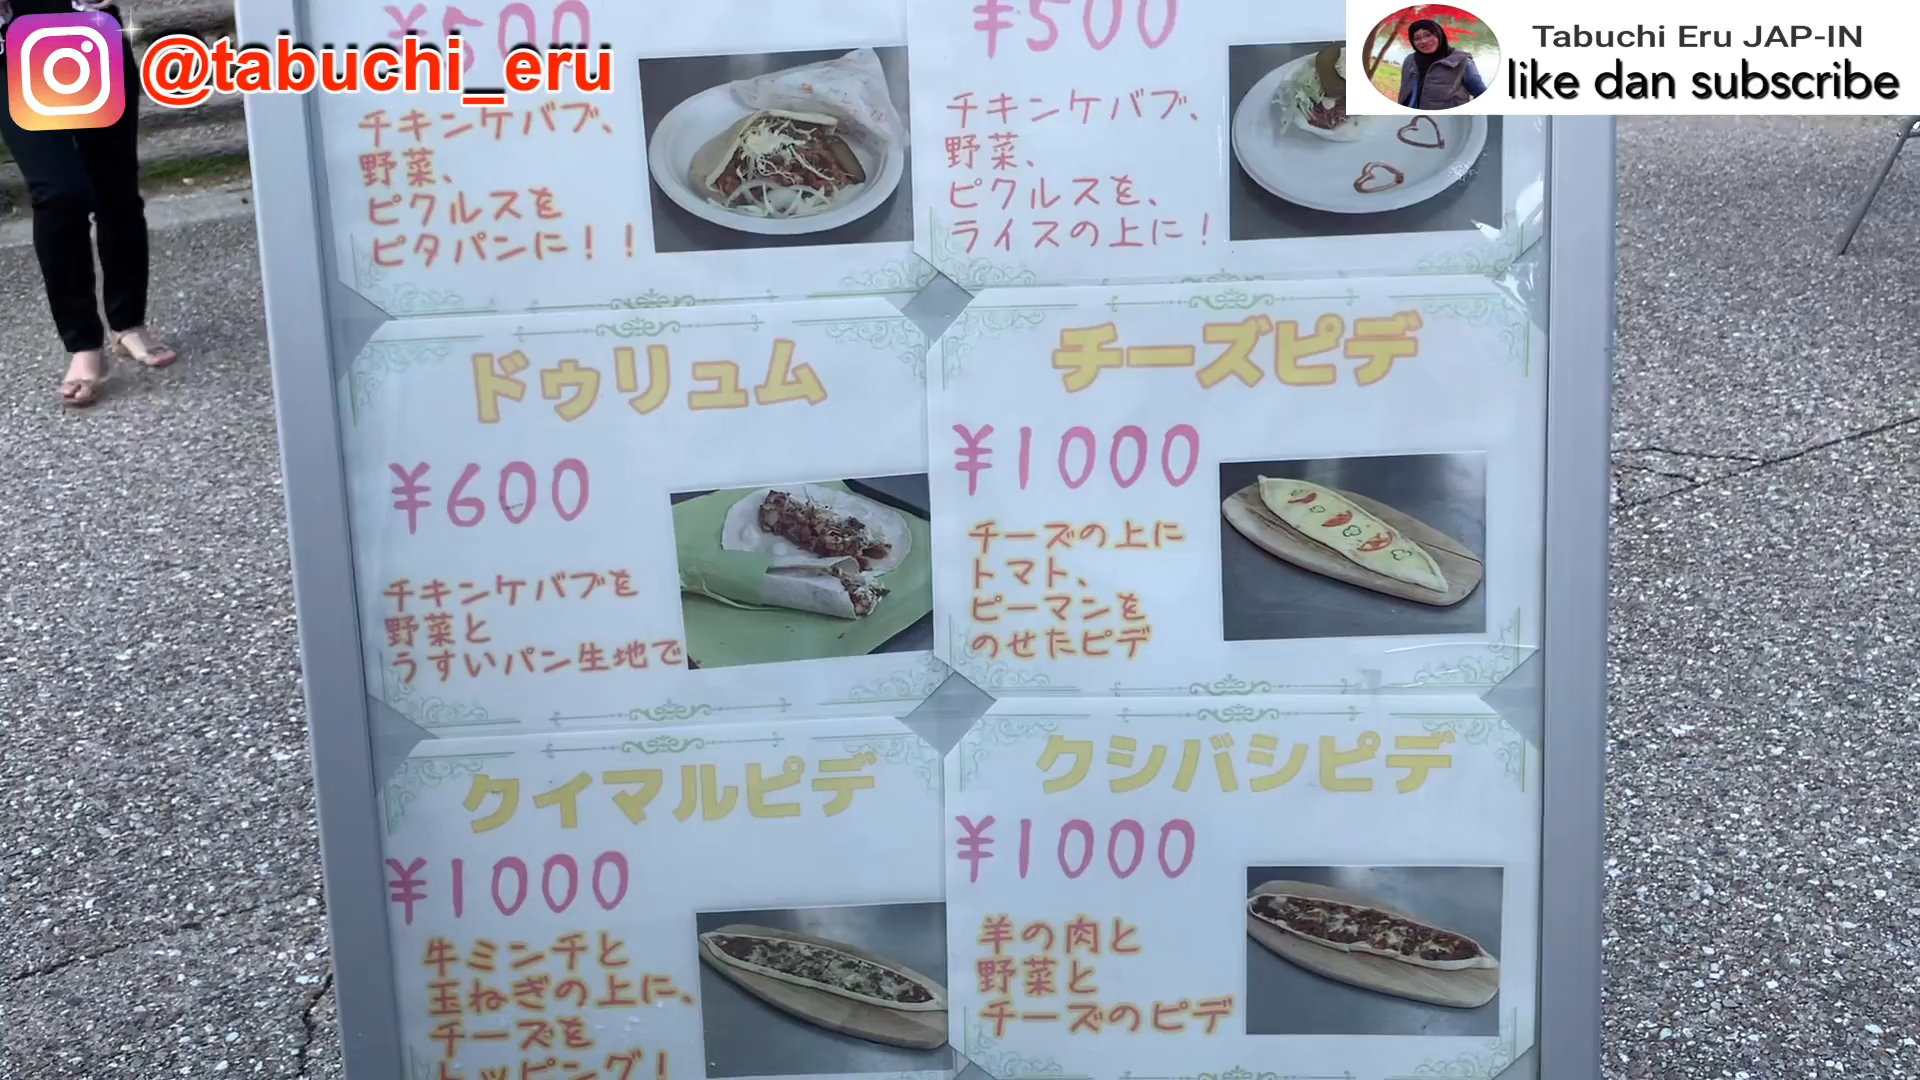 @tabuchi_eru
Tabuchi Eru JAP-IN
like dan subscribe
¥500
チキンケバブ、
野菜、
ピクルスを
ピタパンに！！
¥500
チキンケバブ、
野菜、
ピクルスを、
ライスの上に！
ドゥリュム
¥600
チキンケバブを
野菜と
うすいパン生地で
チーズピデ
¥1000
チーズの上に
トマト、
ピーマンを
のせたピデ
クイマルピデ
¥1000
牛ミンチと
玉ねぎの上に、
チーズを
トッピング！
クシバシピデ
¥1000
羊の肉と
野菜と
チーズのピデ